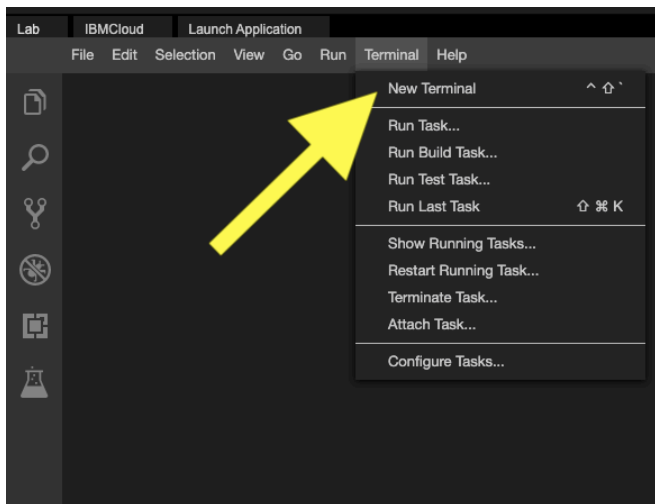 Lab IBMCloud Launch Application
File Edit Selection View Go Run Terminal Help
New Terminal ^ ⇧ `
Run Task...
Run Build Task...
Run Test Task...
Run Last Task ⇧ ⌘ K
Show Running Tasks...
Restart Running Task...
Terminate Task...
Attach Task...
Configure Tasks...